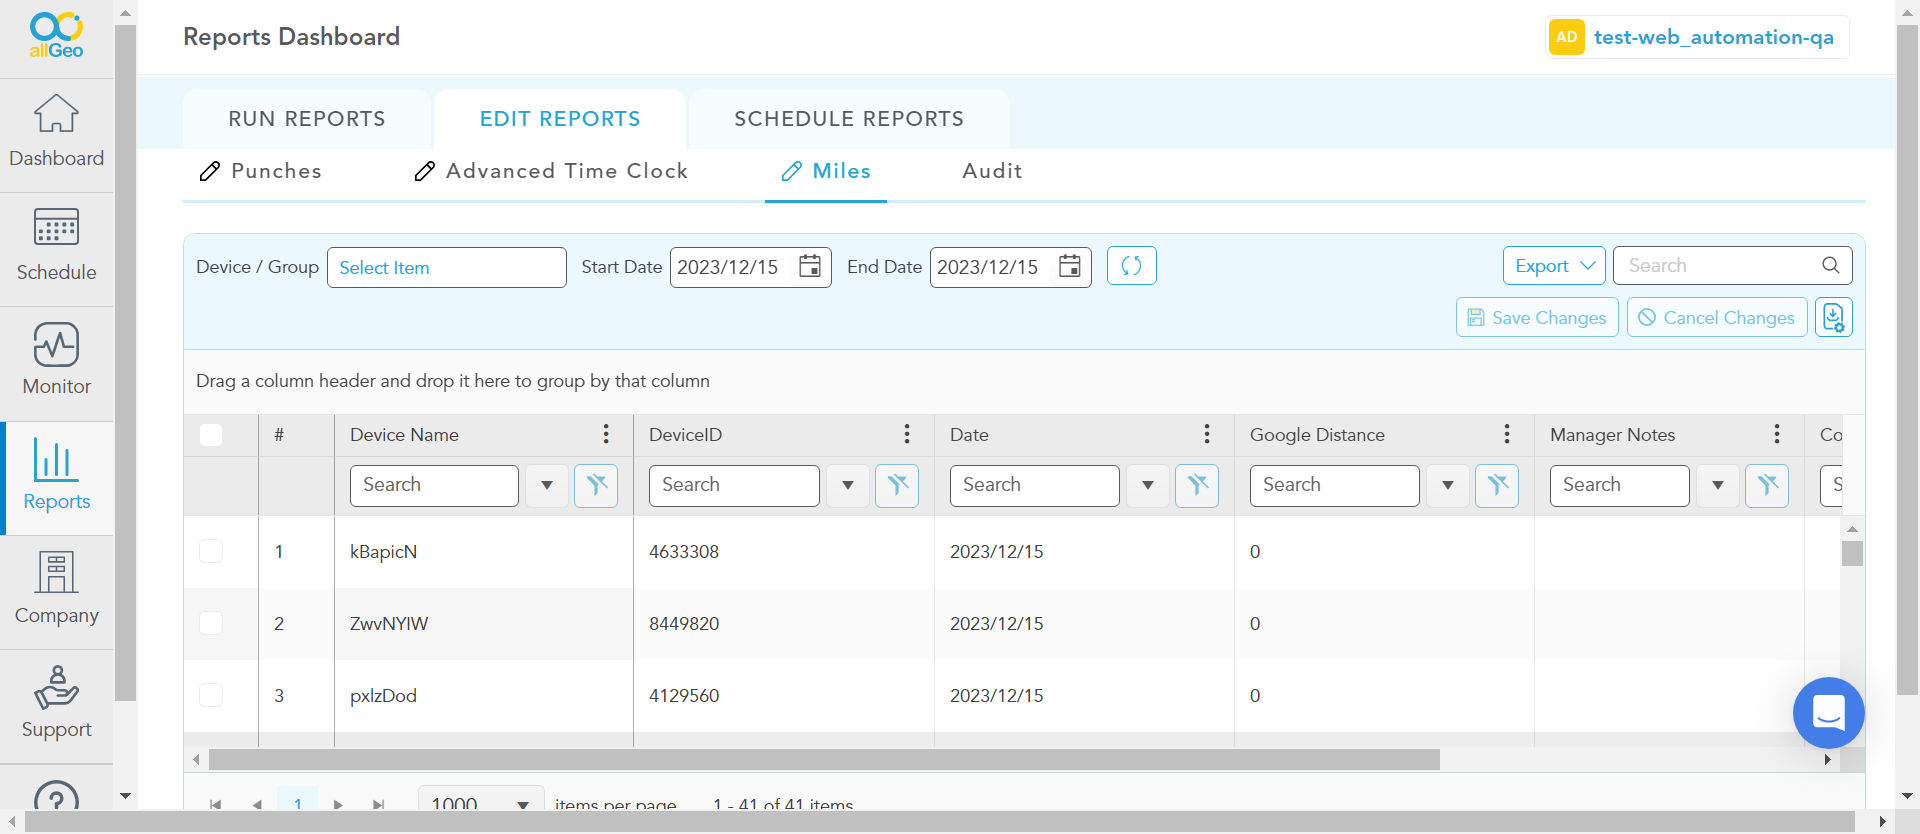 allGeo
Dashboard
Schedule
Monitor
Reports
Company
Support
Reports Dashboard
AD test-web_automation-qa
RUN REPORTS EDIT REPORTS SCHEDULE REPORTS
Punches Advanced Time Clock Miles Audit
Device / Group Select Item Start Date 2023/12/15 End Date 2023/12/15 Export Search
Save Changes Cancel Changes
Drag a column header and drop it here to group by that column
# Device Name DeviceID Date Google Distance Manager Notes Co
Search Search Search Search Search S
1 kBapicN 4633308 2023/12/15 0
2 ZwvNYIW 8449820 2023/12/15 0
3 pxlzDod 4129560 2023/12/15 0
1 1000 items per page 1 - 41 of 41 items